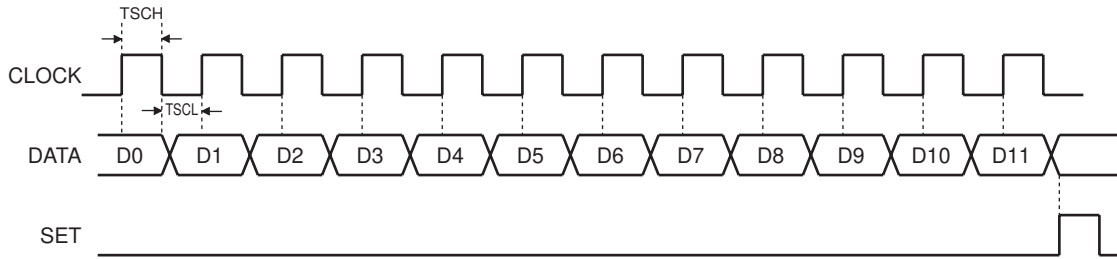 TSCH
CLOCK
TSCL
DATA D0 D1 D2 D3 D4 D5 D6 D7 D8 D9 D10 D11
SET